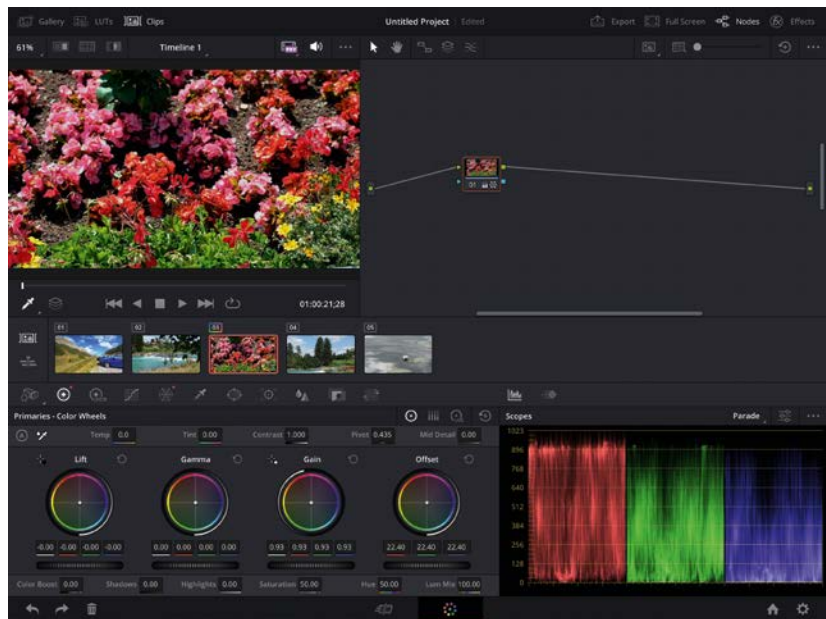 Gallery LUTs Clips Untitled Project Edited Export Full Screen Nodes Effects
61% Timeline 1
01
01:00:21;28
01 02 03 04 05
Primaries - Color Wheels Scopes Parade
Temp 0.0 Tint 0.00 Contrast 1.000 Pivot 0.435 Mid Detail 0.00
Lift Gamma Gain Offset
-0.00 -0.00 -0.00 -0.00 0.00 0.00 0.00 0.00 0.93 0.93 0.93 0.93 22.40 22.40 22.40
Color Boost 0.00 Shadows 0.00 Highlights 0.00 Saturation 50.00 Hue 50.00 Lum Mix 100.00
1023
896
768
640
512
384
256
128
0